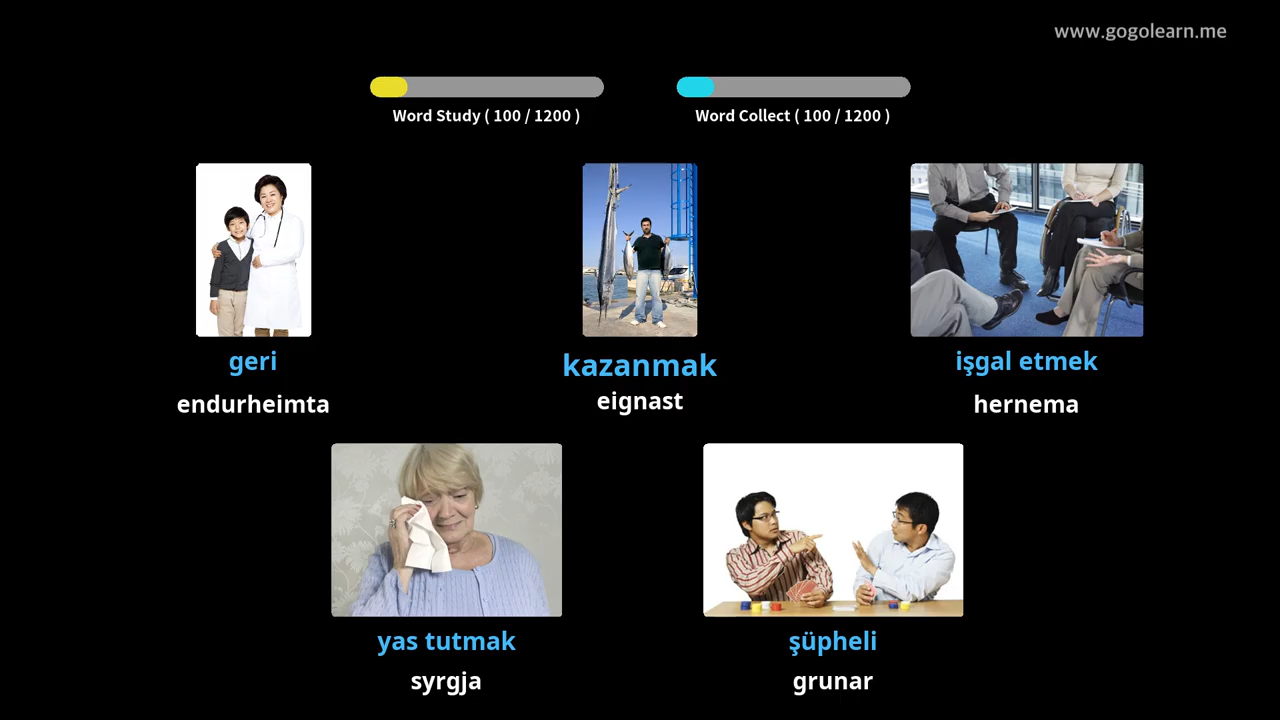 www.gogolearn.me
Word Study ( 100 / 1200 )
Word Collect ( 100 / 1200 )
geri
endurheimta
kazanmak
eignast
işgal etmek
hernema
yas tutmak
syrgja
şüpheli
grunar